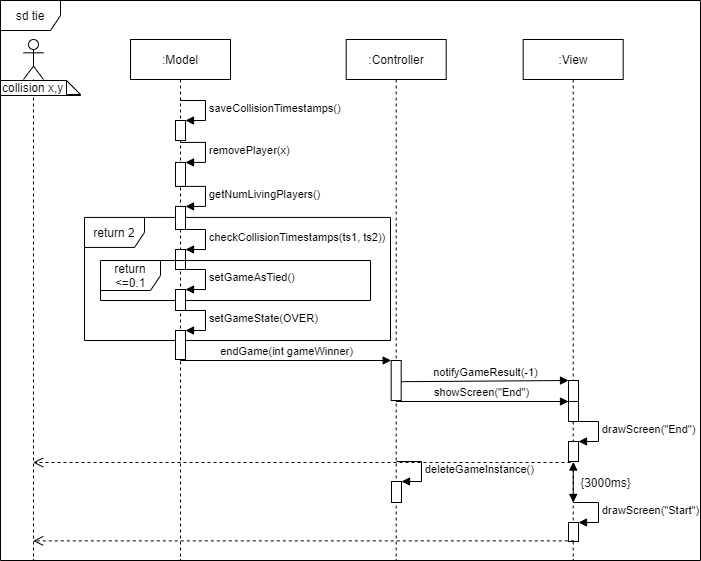 sd tie
:Model
:Controller
:View
collision x,y
saveCollisionTimestamps()
removePlayer(x)
getNumLivingPlayers()
return 2
checkCollisionTimestamps(ts1, ts2))
return
<=0.1
setGameAsTied()
setGameState(OVER)
endGame(int gameWinner)
notifyGameResult(-1)
showScreen("End")
drawScreen("End")
deleteGameInstance()
{3000ms}
drawScreen("Start")